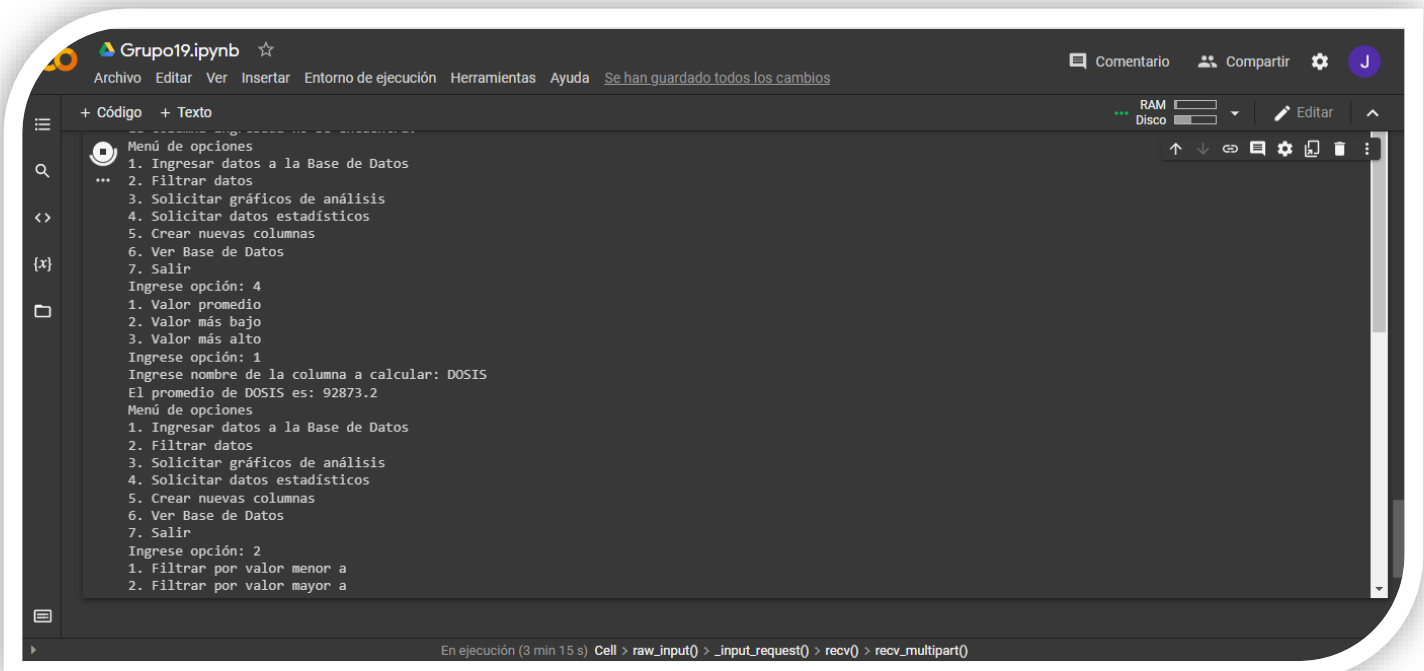 Grupo19.ipynb
Archivo Editar Ver Insertar Entorno de ejecución Herramientas Ayuda Se han guardado todos los cambios
Comentario Compartir J
+ Código + Texto
RAM
Disco
Editar
Menú de opciones
1. Ingresar datos a la Base de Datos
2. Filtrar datos
3. Solicitar gráficos de análisis
4. Solicitar datos estadísticos
5. Crear nuevas columnas
6. Ver Base de Datos
7. Salir
Ingrese opción: 4
1. Valor promedio
2. Valor más bajo
3. Valor más alto
Ingrese opción: 1
Ingrese nombre de la columna a calcular: DOSIS
El promedio de DOSIS es: 92873.2
Menú de opciones
1. Ingresar datos a la Base de Datos
2. Filtrar datos
3. Solicitar gráficos de análisis
4. Solicitar datos estadísticos
5. Crear nuevas columnas
6. Ver Base de Datos
7. Salir
Ingrese opción: 2
1. Filtrar por valor menor a
2. Filtrar por valor mayor a
{x}
En ejecución (3 min 15 s) Cell > raw_input() > _input_request() > recv() > recv_multipart()